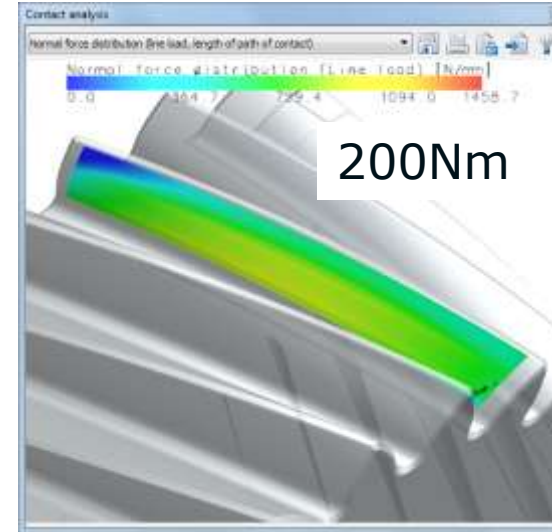 Contact analysis
Normal force distribution (line load, length of path of contact)
Normal force distribution (Line load) [N/mm]
0.0 729.4 1094.0 1458.7
200Nm